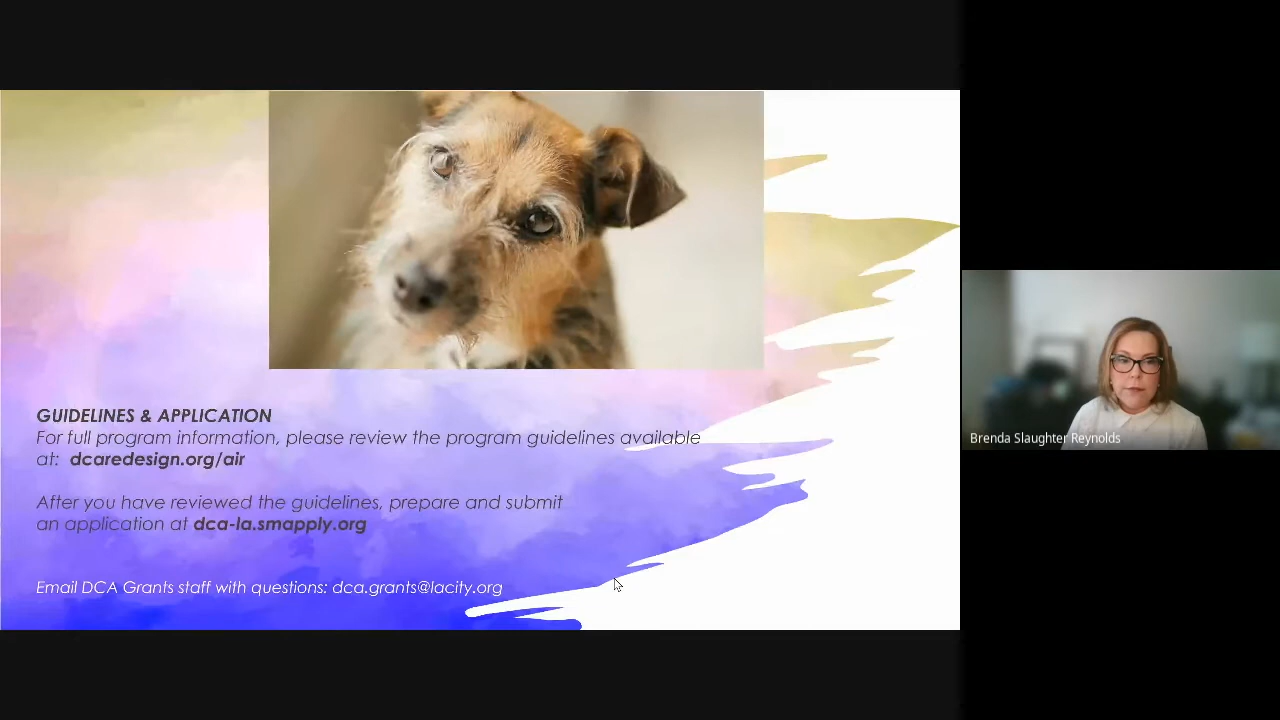 GUIDELINES & APPLICATION
For full program information, please review the program guidelines available
at: dcaredesign.org/air
After you have reviewed the guidelines, prepare and submit
an application at dca-la.smapply.org
Email DCA Grants staff with questions: dca.grants@lacity.org
Brenda Slaughter Reynolds